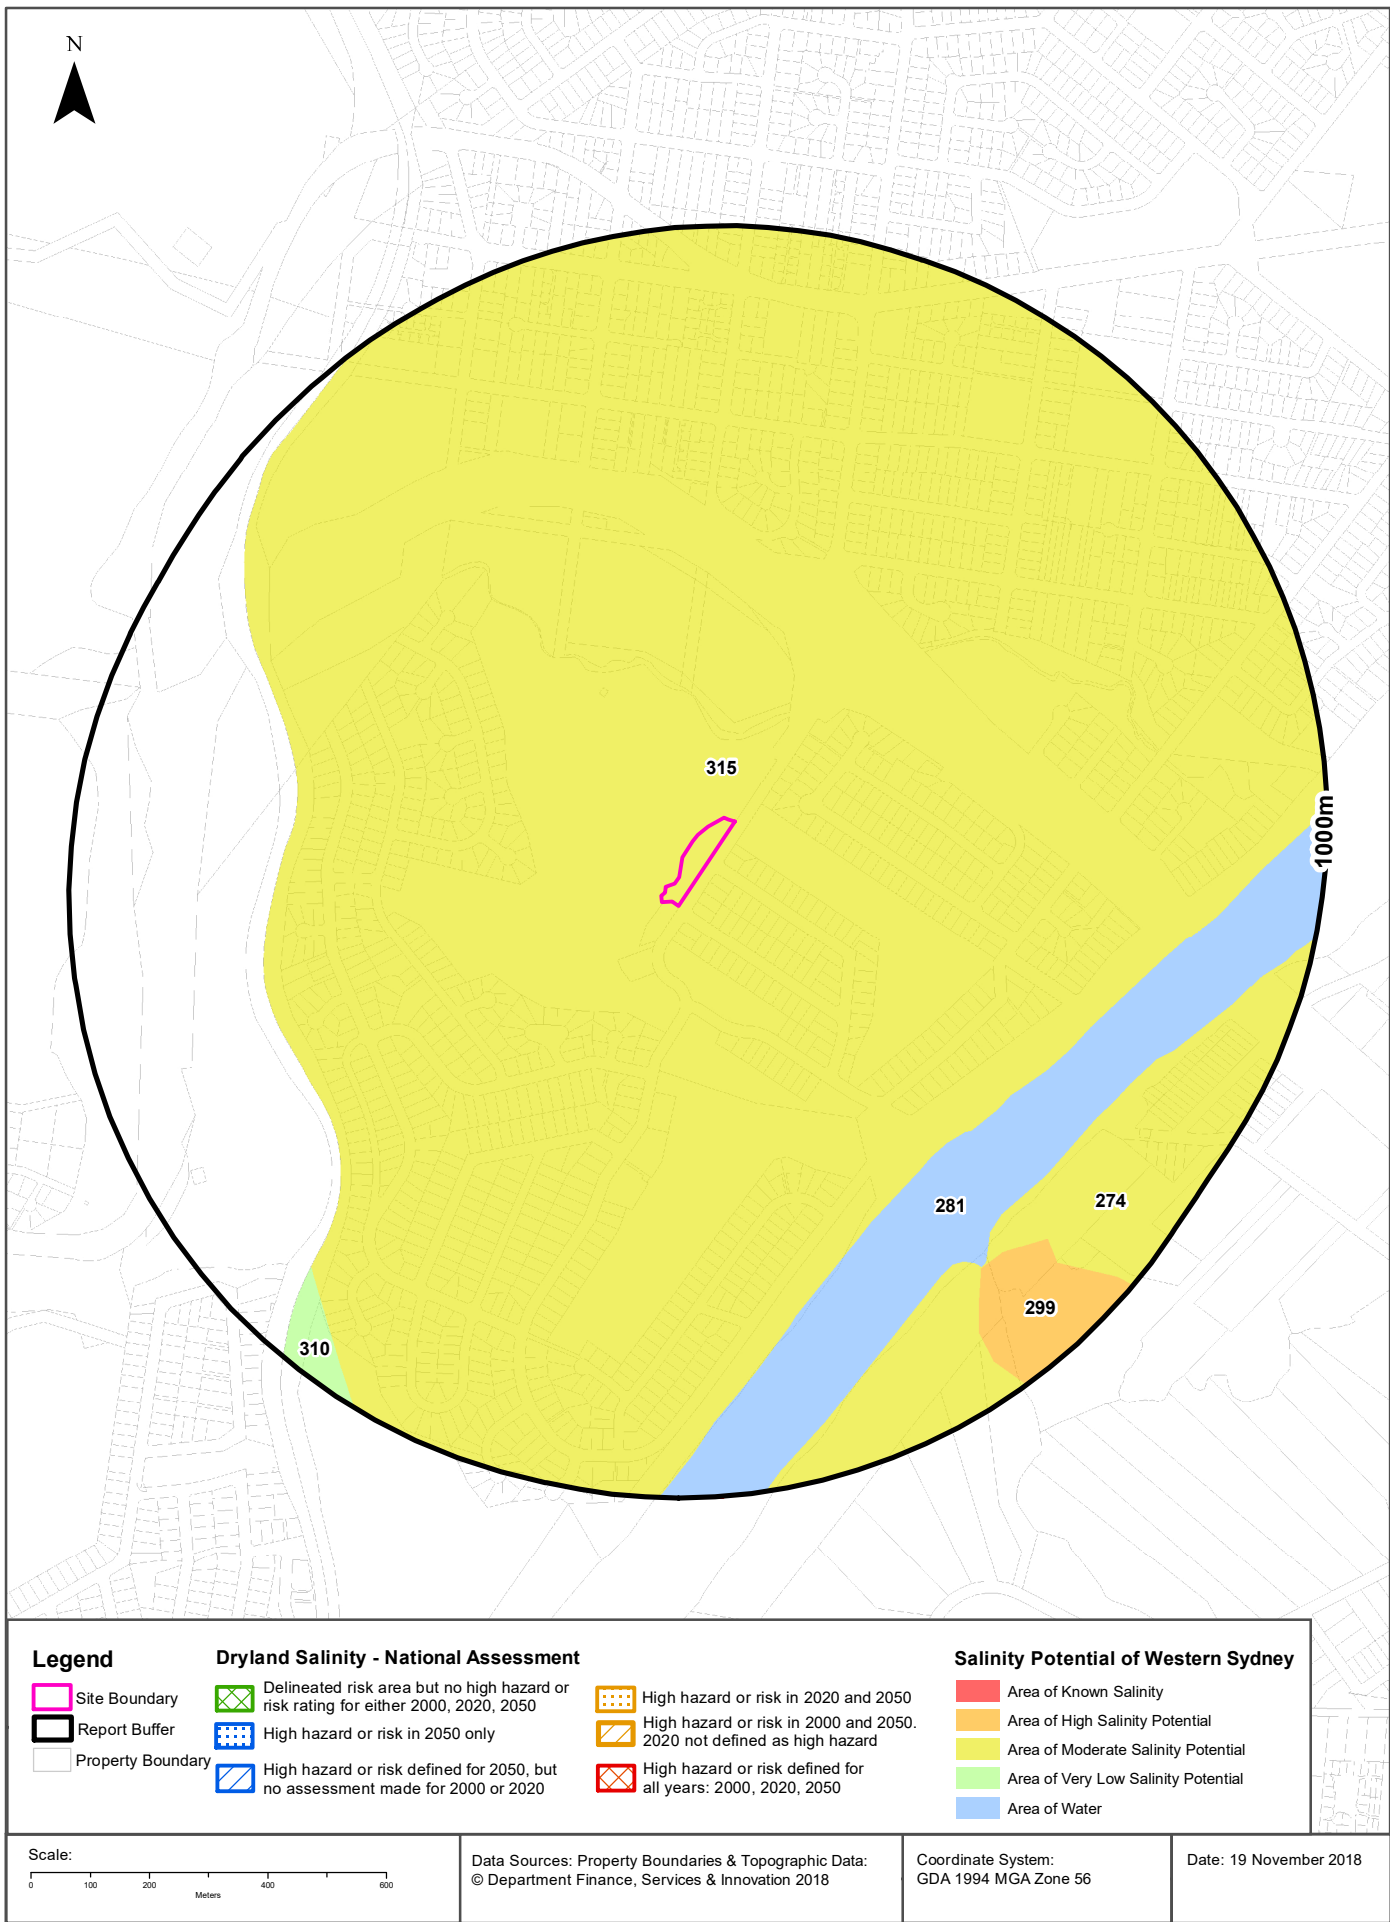 N
315
1000m
281
274
299
310
Legend
Site Boundary
Report Buffer
Property Boundary
Dryland Salinity - National Assessment
Delineated risk area but no high hazard or
risk rating for either 2000, 2020, 2050
High hazard or risk in 2050 only
High hazard or risk defined for 2050, but
no assessment made for 2000 or 2020
High hazard or risk in 2020 and 2050
High hazard or risk in 2000 and 2050.
2020 not defined as high hazard
High hazard or risk defined for
all years: 2000, 2020, 2050
Salinity Potential of Western Sydney
Area of Known Salinity
Area of High Salinity Potential
Area of Moderate Salinity Potential
Area of Very Low Salinity Potential
Area of Water
Scale:
0 100 200 400 600
Meters
Data Sources: Property Boundaries & Topographic Data:
© Department Finance, Services & Innovation 2018
Coordinate System:
GDA 1994 MGA Zone 56
Date: 19 November 2018